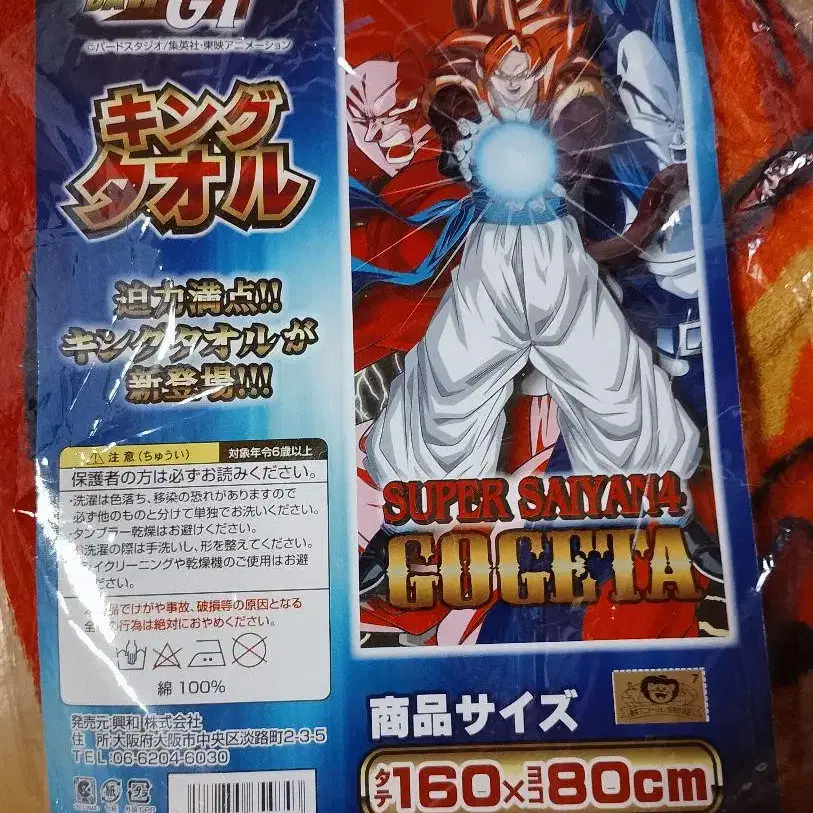 GT
©バードスタジオ/集英社・東映アニメーション
キング
タオル
迫力満点!!
キングタオルが
新登場!!!
注意(ちゅうい)
対象年令6歳以上
保護者の方は必ずお読みください。
・洗濯は色落ち、移染の恐れがありますので
必ず他のものと分けて単独でお洗いください。
・タンブラー乾燥はお避けください。
お洗濯の際は手洗いし、形を整えてください。
イクリーニングや乾燥機のご使用はお避
ださい。
品でけがや事故、破損等の原因となる
の行為は絶対におやめください。
綿 100%
発売元:興和株式会社
住 所:大阪府大阪市中央区淡路町2-3-5
TEL:06-6204-6030
紙
SUPER SAIYAN4
GOGETA
7
商品サイズ
タテ160×ヨコ80cm